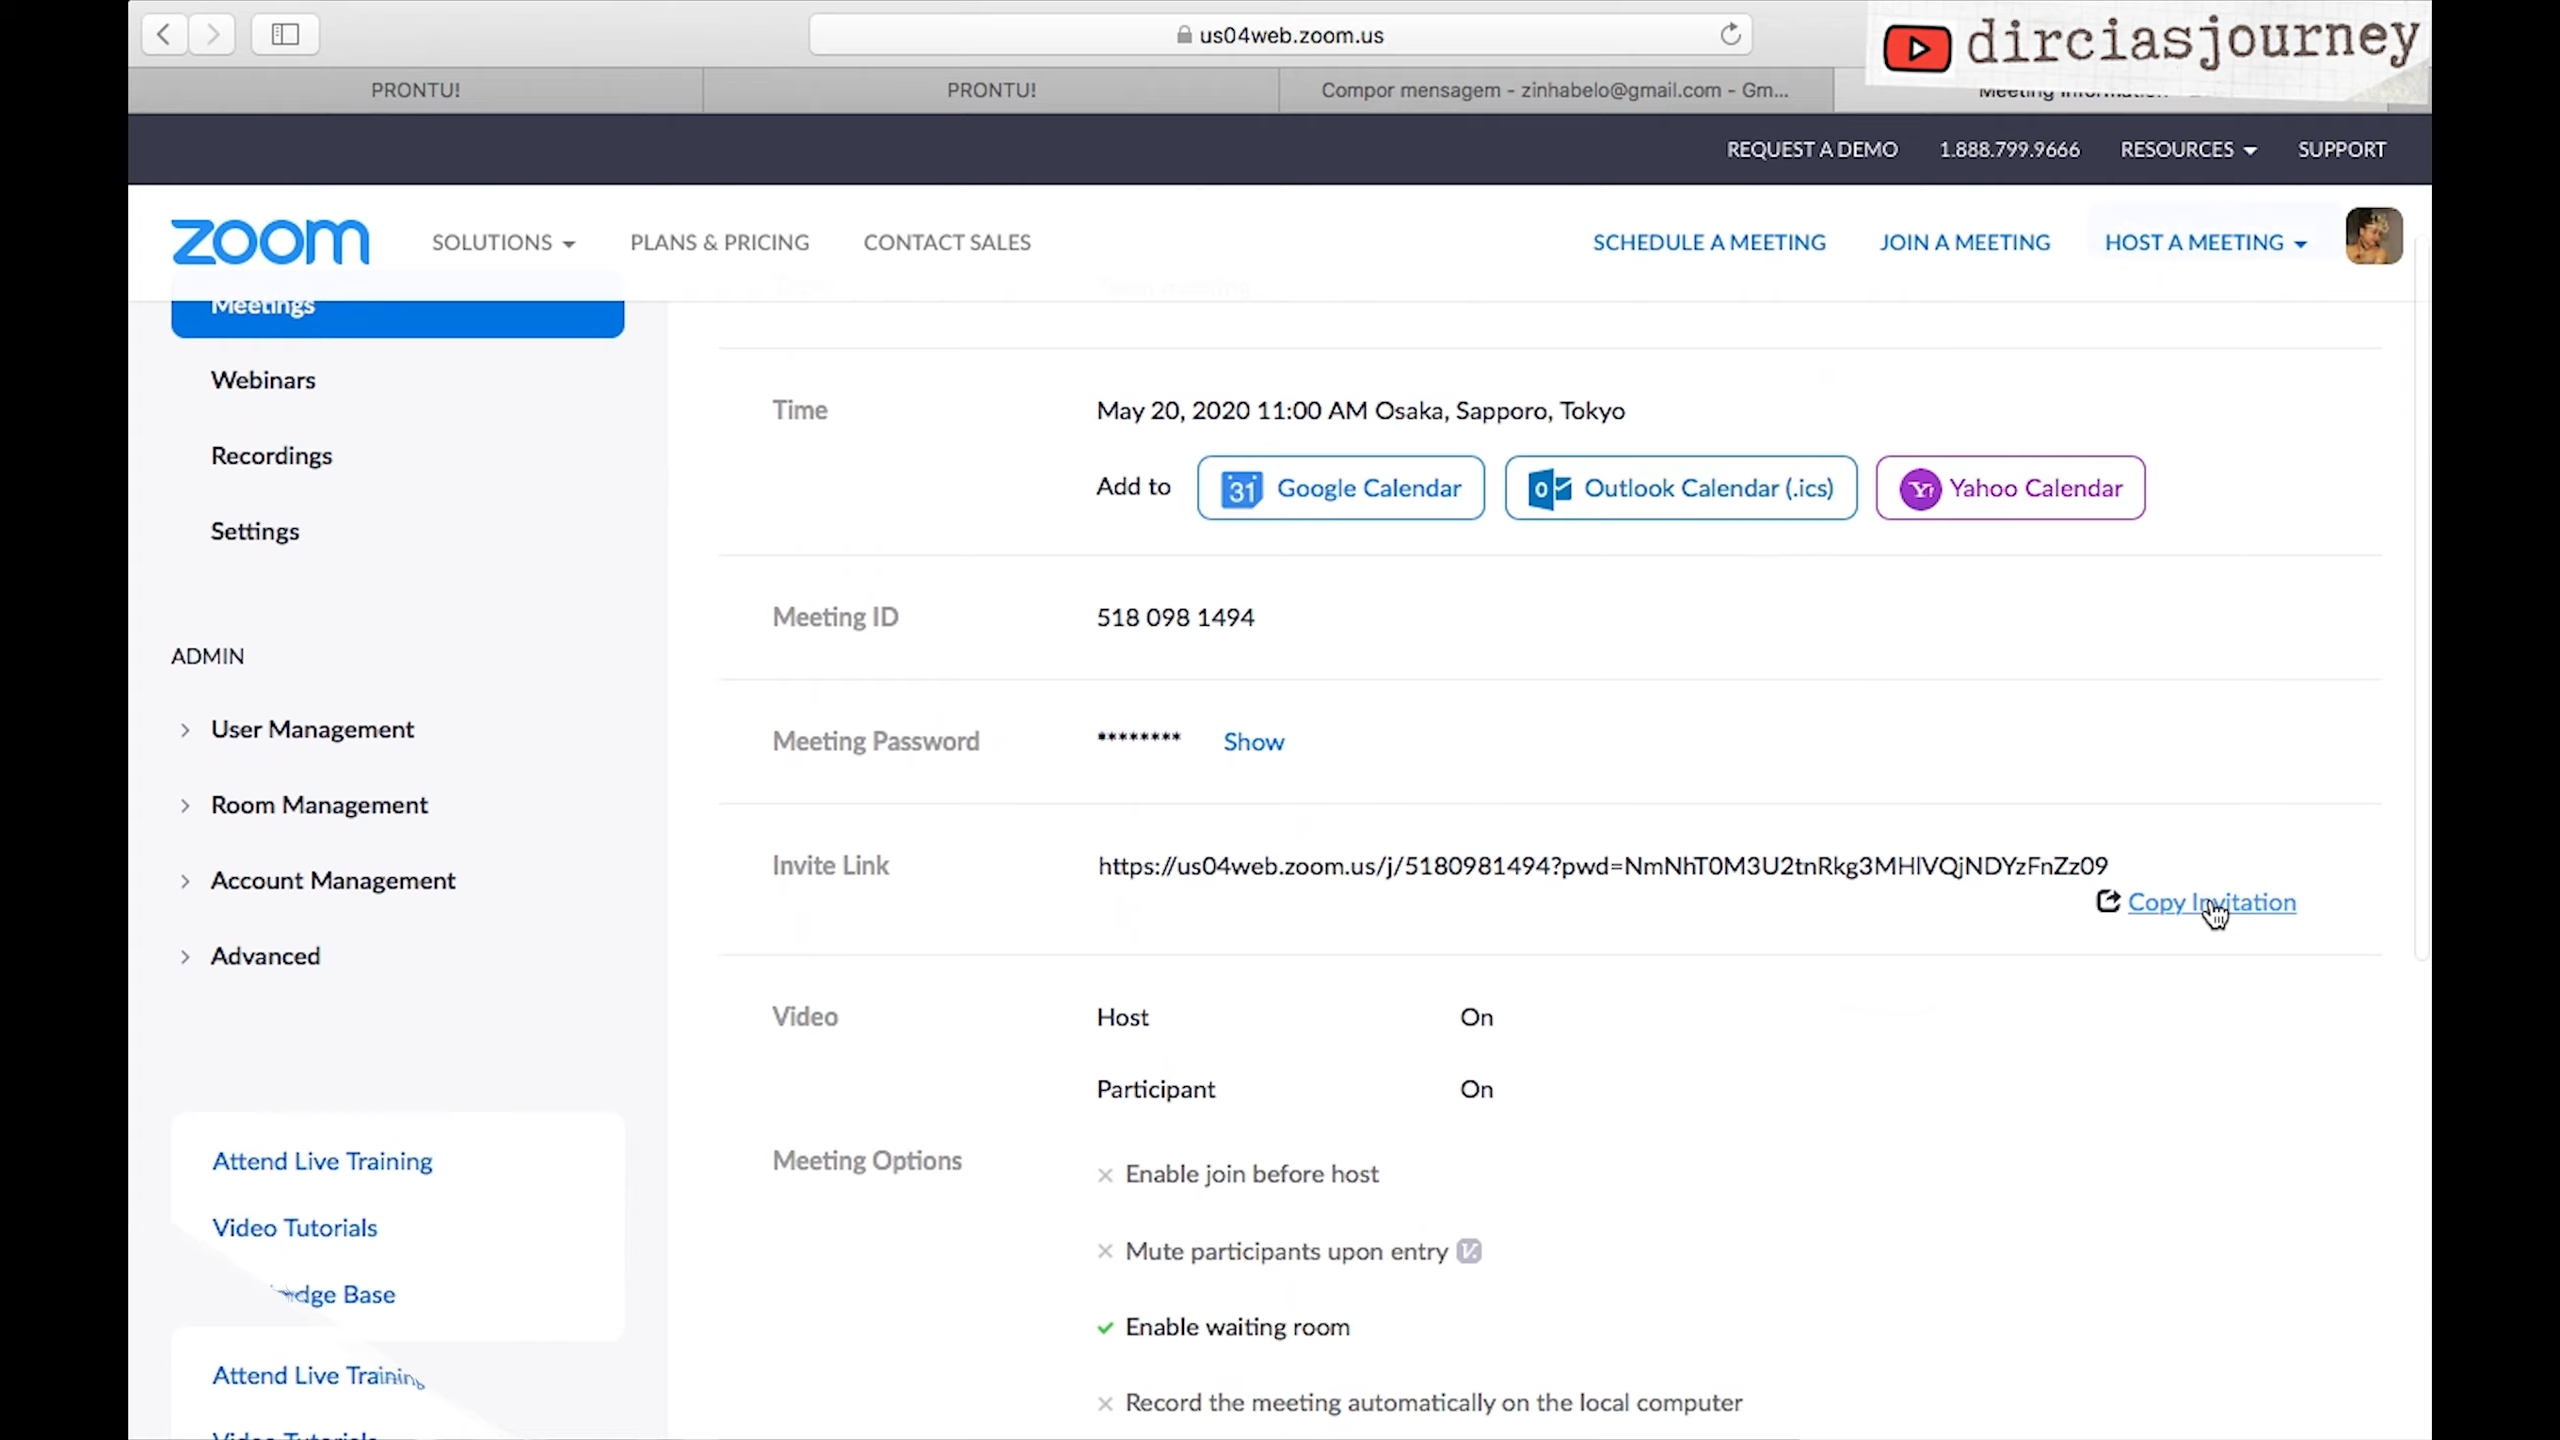 us04web.zoom.us
dirciasjourney
PRONTU!
PRONTU!
Compor mensagem - zinhabelo@gmail.com - Gm...
REQUEST A DEMO
1.888.799.9666
RESOURCES
SUPPORT
zoom
SOLUTIONS
PLANS & PRICING
CONTACT SALES
SCHEDULE A MEETING
JOIN A MEETING
HOST A MEETING
Meetings
Webinars
Recordings
Settings
ADMIN
User Management
Room Management
Account Management
Advanced
Attend Live Training
Video Tutorials
Base
Attend Live Training
Video Tutorials
Time
May 20, 2020 11:00 AM Osaka, Sapporo, Tokyo
Add to
31 Google Calendar
Outlook Calendar (.ics)
Yahoo Calendar
Meeting ID
518 098 1494
Meeting Password
******** Show
Invite Link
https://us04web.zoom.us/j/5180981494?pwd=NmNhT0M3U2tnRkg3MHlVQjNDYzFnZz09
Copy Invitation
Video
Host On
Participant On
Meeting Options
Enable join before host
Mute participants upon entry
Enable waiting room
Record the meeting automatically on the local computer